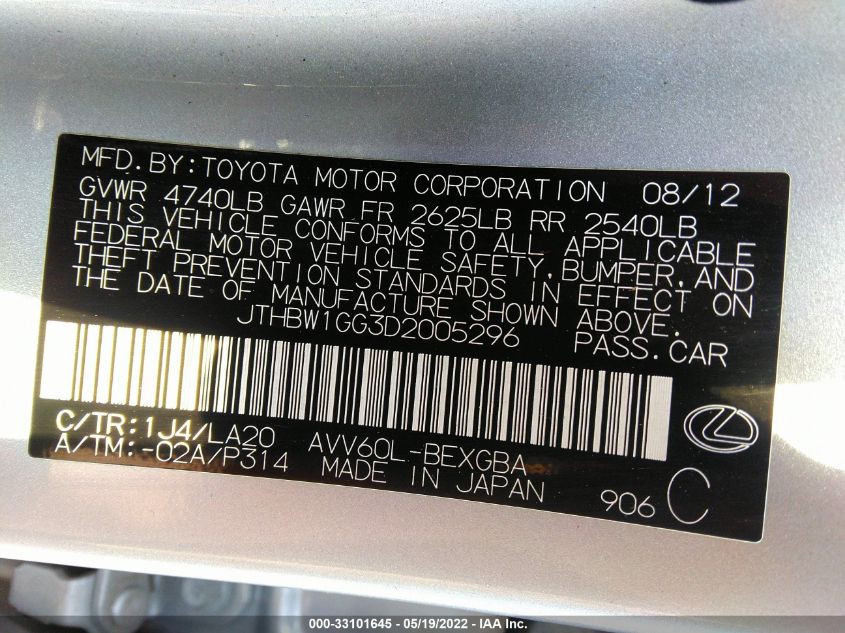 MFD.BY:TOYOTA MOTOR CORPORATION 08/12
GVWR 4740LB GAWR FR 2625LB RR 2540LB
THIS VEHICLE CONFORMS TO ALL APPLICABLE
FEDERAL MOTOR VEHICLE SAFETY,BUMPER,AND
THEFT PREVENTION STANDARDS IN EFFECT ON
THE DATE OF MANUFACTURE SHOWN ABOVE.
JTHBW1GG3D2005296 PASS.CAR
C/TR:1J4/LA20 AVV60L-BEXGBA
A/TM:-02A/P314 MADE IN JAPAN 906 C
000-33101645 - 05/19/2022 - IAA Inc.